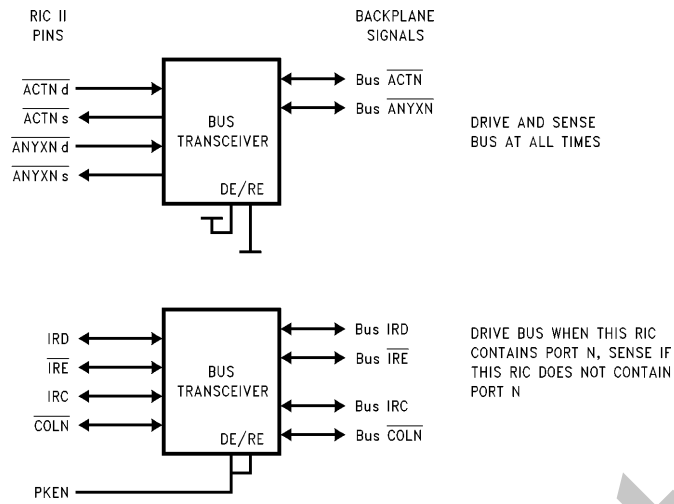 RIC II
PINS
BACKPLANE
SIGNALS
ACTN d
ACTN s
ANYXN d
ANYXN s
BUS
TRANSCEIVER
DE/RE
Bus ACTN
Bus ANYXN
DRIVE AND SENSE
BUS AT ALL TIMES
IRD
IRE
IRC
COLN
PKEN
BUS
TRANSCEIVER
DE/RE
Bus IRD
Bus IRE
Bus IRC
Bus COLN
DRIVE BUS WHEN THIS RIC
CONTAINS PORT N, SENSE IF
THIS RIC DOES NOT CONTAIN
PORT N